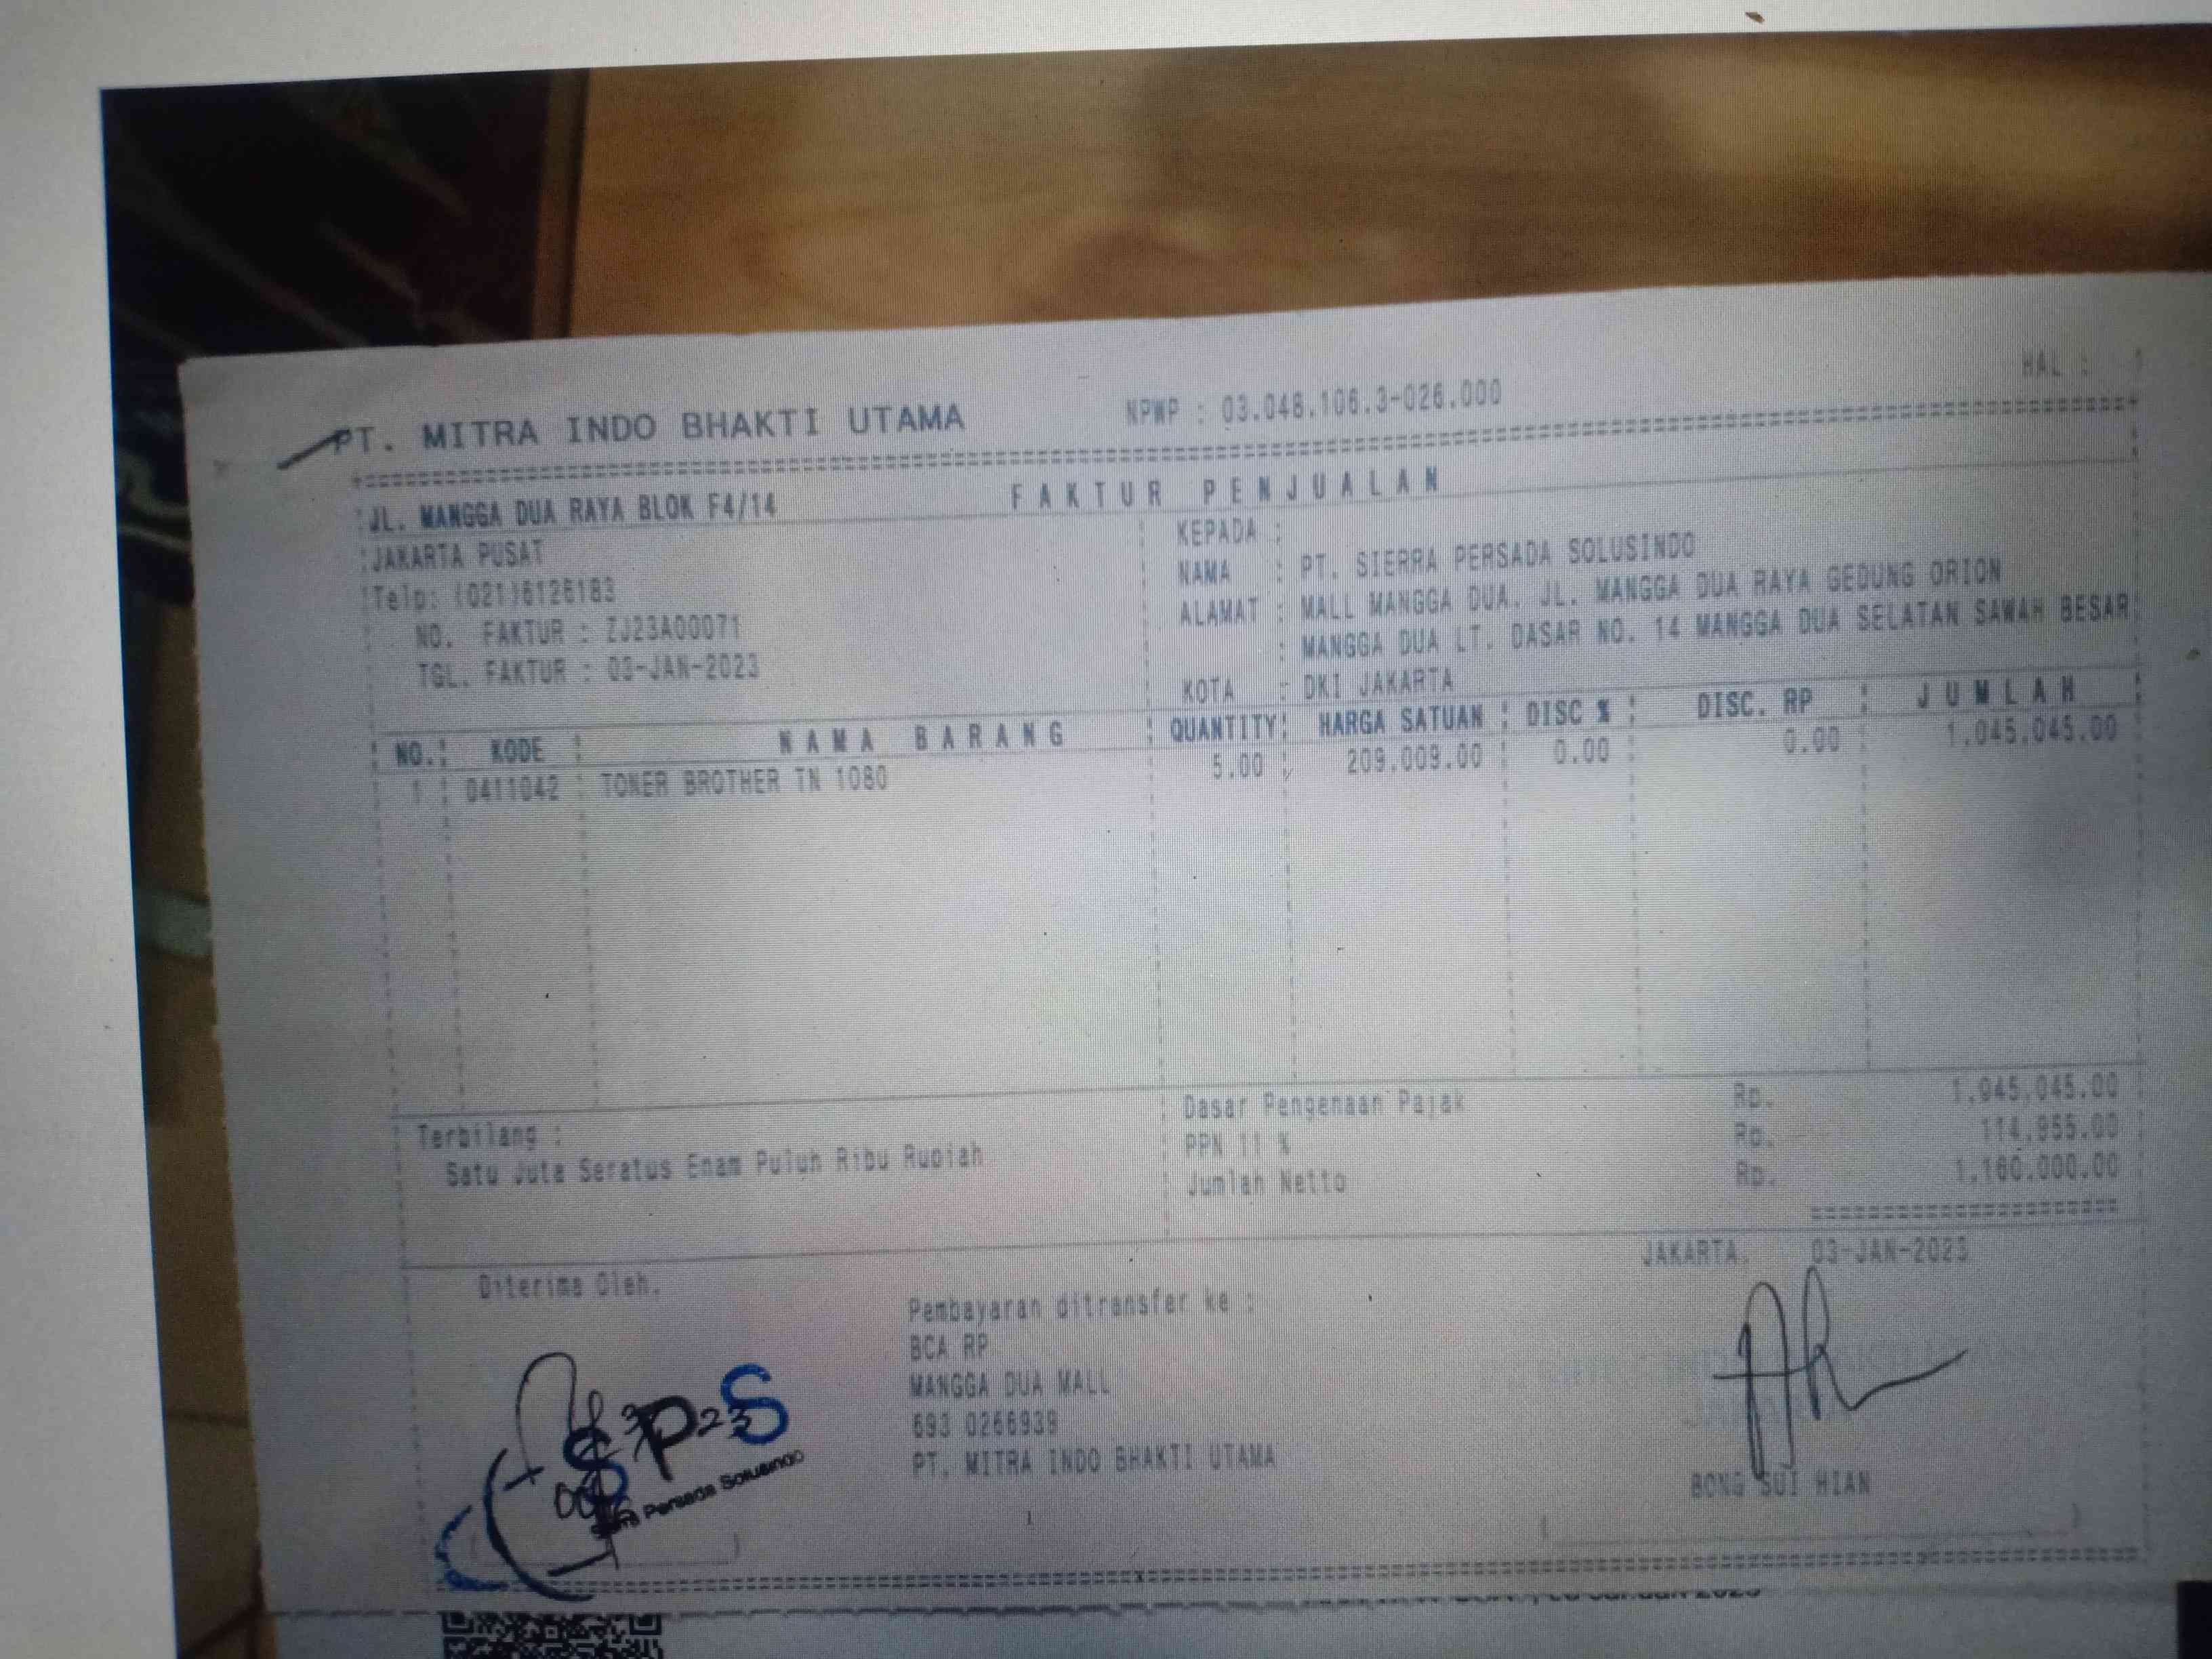 HAL : 1
PT. MITRA INDO BHAKTI UTAMA NPWP : 03.048.106.3-026.000
FAKTUR PENJUALAN
JL. MANGGA DUA RAYA BLOK F4/14
JAKARTA PUSAT
Telp: (021)6126183
NO. FAKTUR : ZJ23A00071
TGL. FAKTUR : 03-JAN-2023
KEPADA :
NAMA : PT. SIERRA PERSADA SOLUSINDO
ALAMAT : MALL MANGGA DUA, JL. MANGGA DUA RAYA GEDUNG ORION
: MANGGA DUA LT. DASAR NO. 14 MANGGA DUA SELATAN SAWAH BESAR
KOTA : DKI JAKARTA
NO. KODE NAMA BARANG QUANTITY HARGA SATUAN DISC % DISC. RP JUMLAH
1 0411042 TONER BROTHER TN 1080 5.00 209.009.00 0.00 0.00 1.045.045.00
Terbilang :
Satu Juta Seratus Enam Puluh Ribu Rupiah
Dasar Pengenaan Pajak Rp. 1.045.045.00
PPN 11 % Rp. 114.955.00
Jumlah Netto Rp. 1.160.000.00
JAKARTA, 03-JAN-2023
Diterima Oleh,
Pembayaran ditransfer ke :
BCA RP
MANGGA DUA MALL
693 0266939
PT. MITRA INDO BHAKTI UTAMA
SPS
Persada Solusindo
BONG SUI HIAN